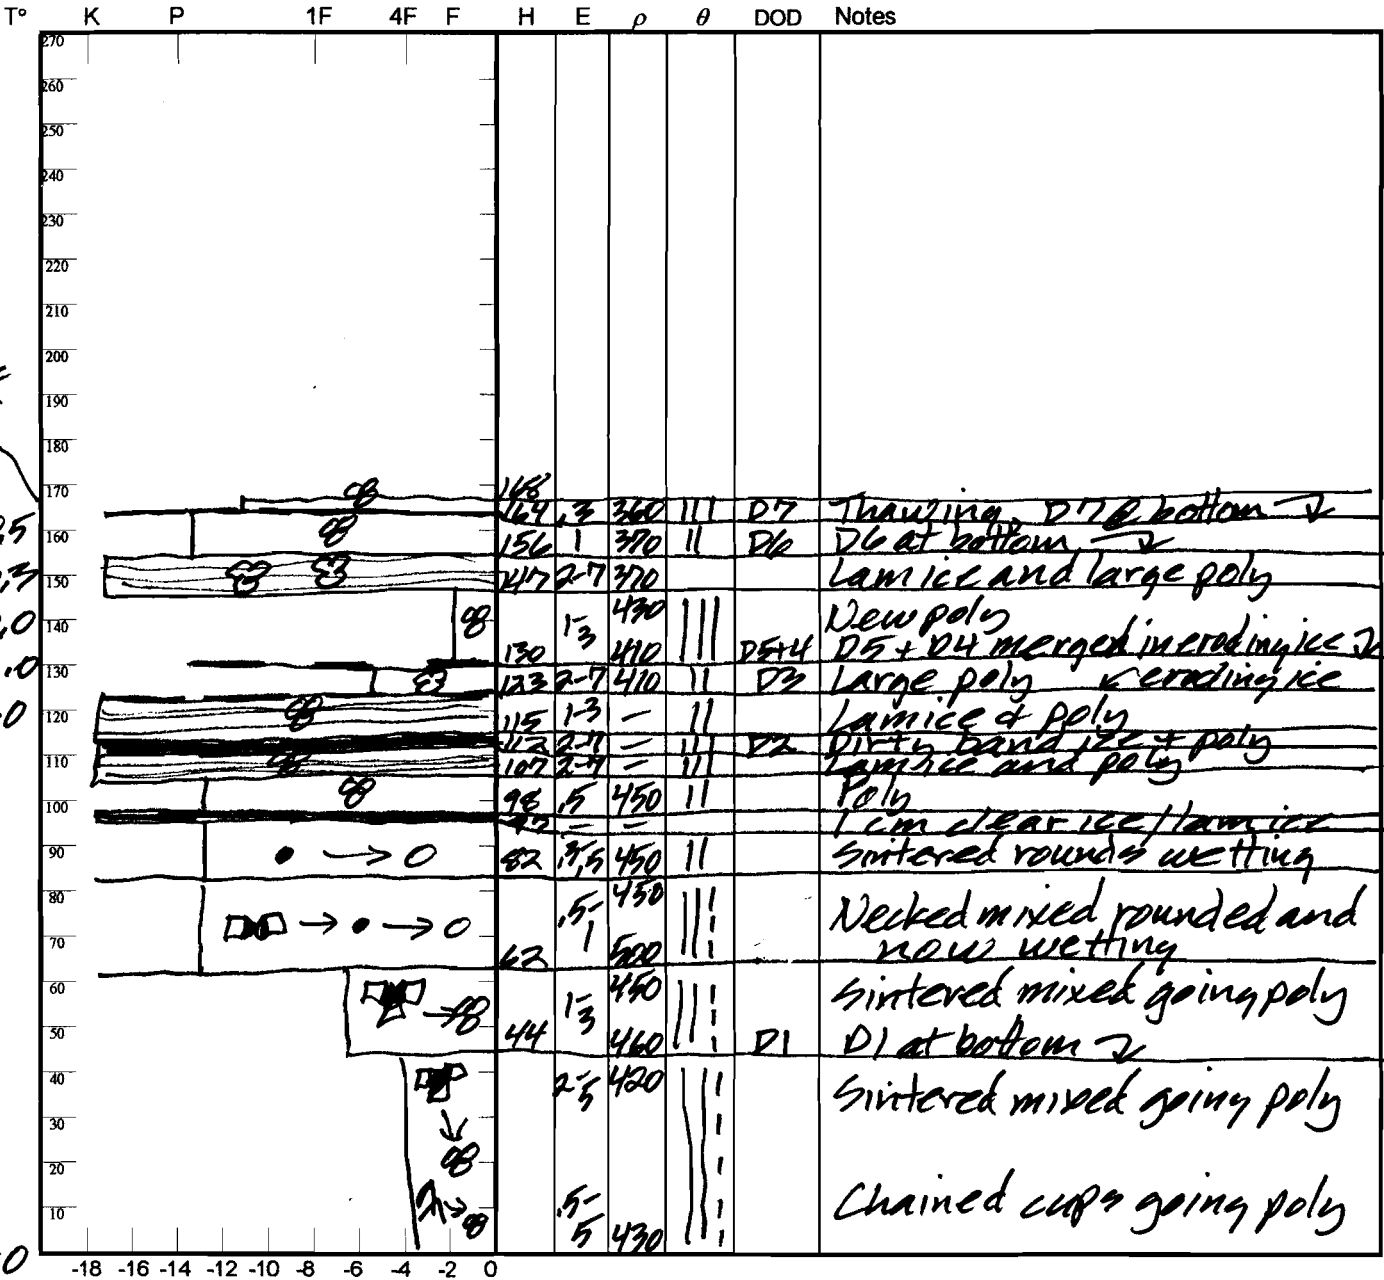 T° K P 1F 4F F H E ρ θ DOD Notes
270
260
250
240
230
220
210
200
190
180
170 168
164 .3 360 ||| D7 Thawing, D7@bottom
160 156 1 370 || D6 D6 at bottom
150 147 2-7 370 Lam ice and large poly
140 430 New poly
130 1-3 410 ||| D5+4 D5 + D4 merged in eroding ice
130 123 2-7 410 || D3 Large poly eroding ice
120 115 1-3 – || Lam ice & poly
112 2-7 – ||| D2 Dirty band ice + poly
110 107 2-7 – ||| Lam ice and poly
100 98 .5 450 || Poly
97 – – 1 cm clear ice/lam ice
90 82 .3,5 450 || Sintered rounds wetting
80 450
.5-1 Necked mixed rounded and
70 62 500 now wetting
60 450 Sintered mixed going poly
1-3
50 44 460 D1 D1 at bottom
40 2-5 420 Sintered mixed going poly
30
20
10 .5-5 Chained cups going poly
430
-18 -16 -14 -12 -10 -8 -6 -4 -2 0